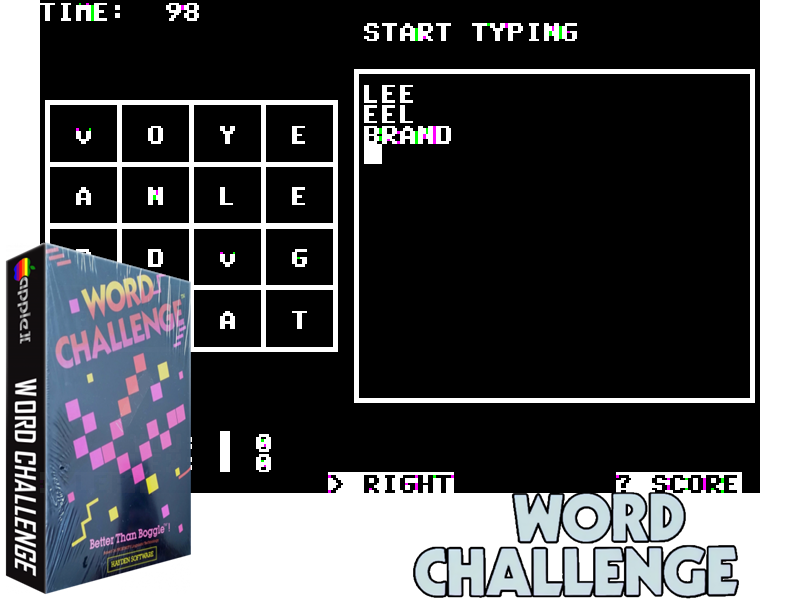 TIME: 98
START TYPING
LEE
EEL
BRAND
V O Y E
A N L E
D V G
A T
0
0
> RIGHT
? SCORE
apple II
WORD CHALLENGE
WORD
CHALLENGE
Better Than Boggle™!
HAYDEN SOFTWARE
WORD
CHALLENGE